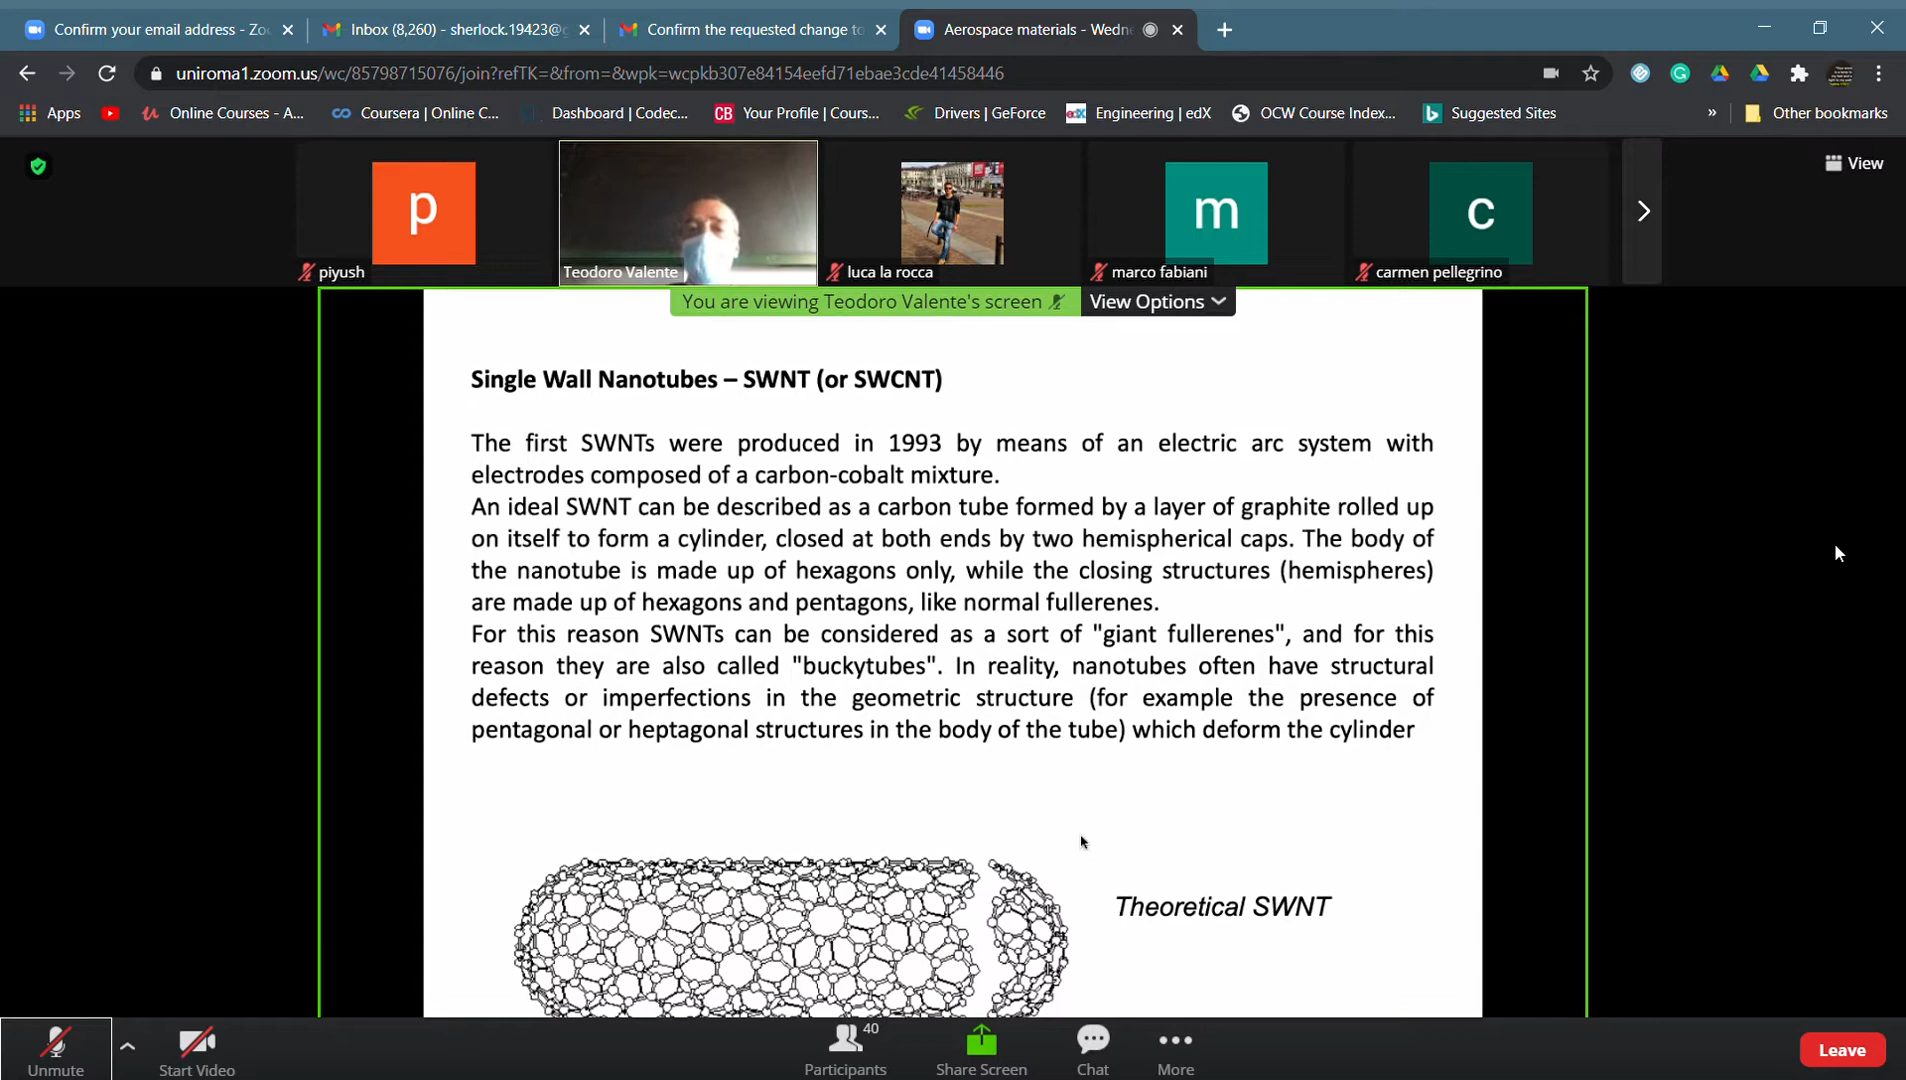 Confirm your email address - Zo
Inbox (8,260) - sherlock.19423@g
Confirm the requested change to
Aerospace materials - Wedn
uniroma1.zoom.us/wc/85798715076/join?refTK=&from=&wpk=wcpkb307e84154eefd71ebae3cde41458446
Apps
Online Courses - A...
Coursera | Online C...
Dashboard | Codec...
CB Your Profile | Cours...
Drivers | GeForce
edX Engineering | edX
OCW Course Index...
Suggested Sites
» Other bookmarks
View
p
m
c
piyush
Teodoro Valente
luca la rocca
marco fabiani
carmen pellegrino
You are viewing Teodoro Valente's screen
View Options
Single Wall Nanotubes – SWNT (or SWCNT)
The first SWNTs were produced in 1993 by means of an electric arc system with
electrodes composed of a carbon-cobalt mixture.
An ideal SWNT can be described as a carbon tube formed by a layer of graphite rolled up
on itself to form a cylinder, closed at both ends by two hemispherical caps. The body of
the nanotube is made up of hexagons only, while the closing structures (hemispheres)
are made up of hexagons and pentagons, like normal fullerenes.
For this reason SWNTs can be considered as a sort of "giant fullerenes", and for this
reason they are also called "buckytubes". In reality, nanotubes often have structural
defects or imperfections in the geometric structure (for example the presence of
pentagonal or heptagonal structures in the body of the tube) which deform the cylinder
Theoretical SWNT
Unmute
Start Video
40
Participants
Share Screen
Chat
More
Leave